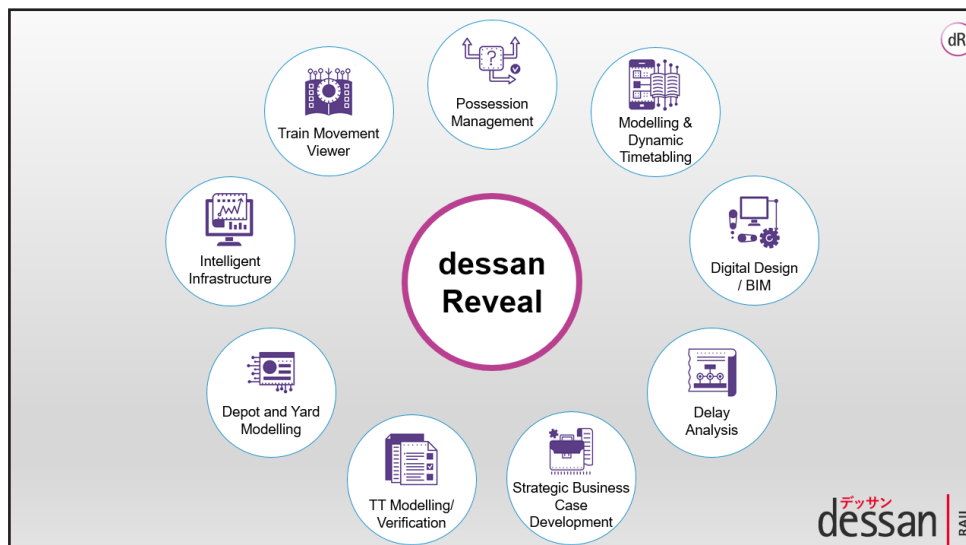 dR
Possession
Management
Modelling &
Dynamic
Timetabling
Digital Design
/ BIM
Delay
Analysis
Strategic Business
Case
Development
TT Modelling/
Verification
Depot and Yard
Modelling
Intelligent
Infrastructure
Train Movement
Viewer
?
dessan
Reveal
デッサン
dessan
RAIL